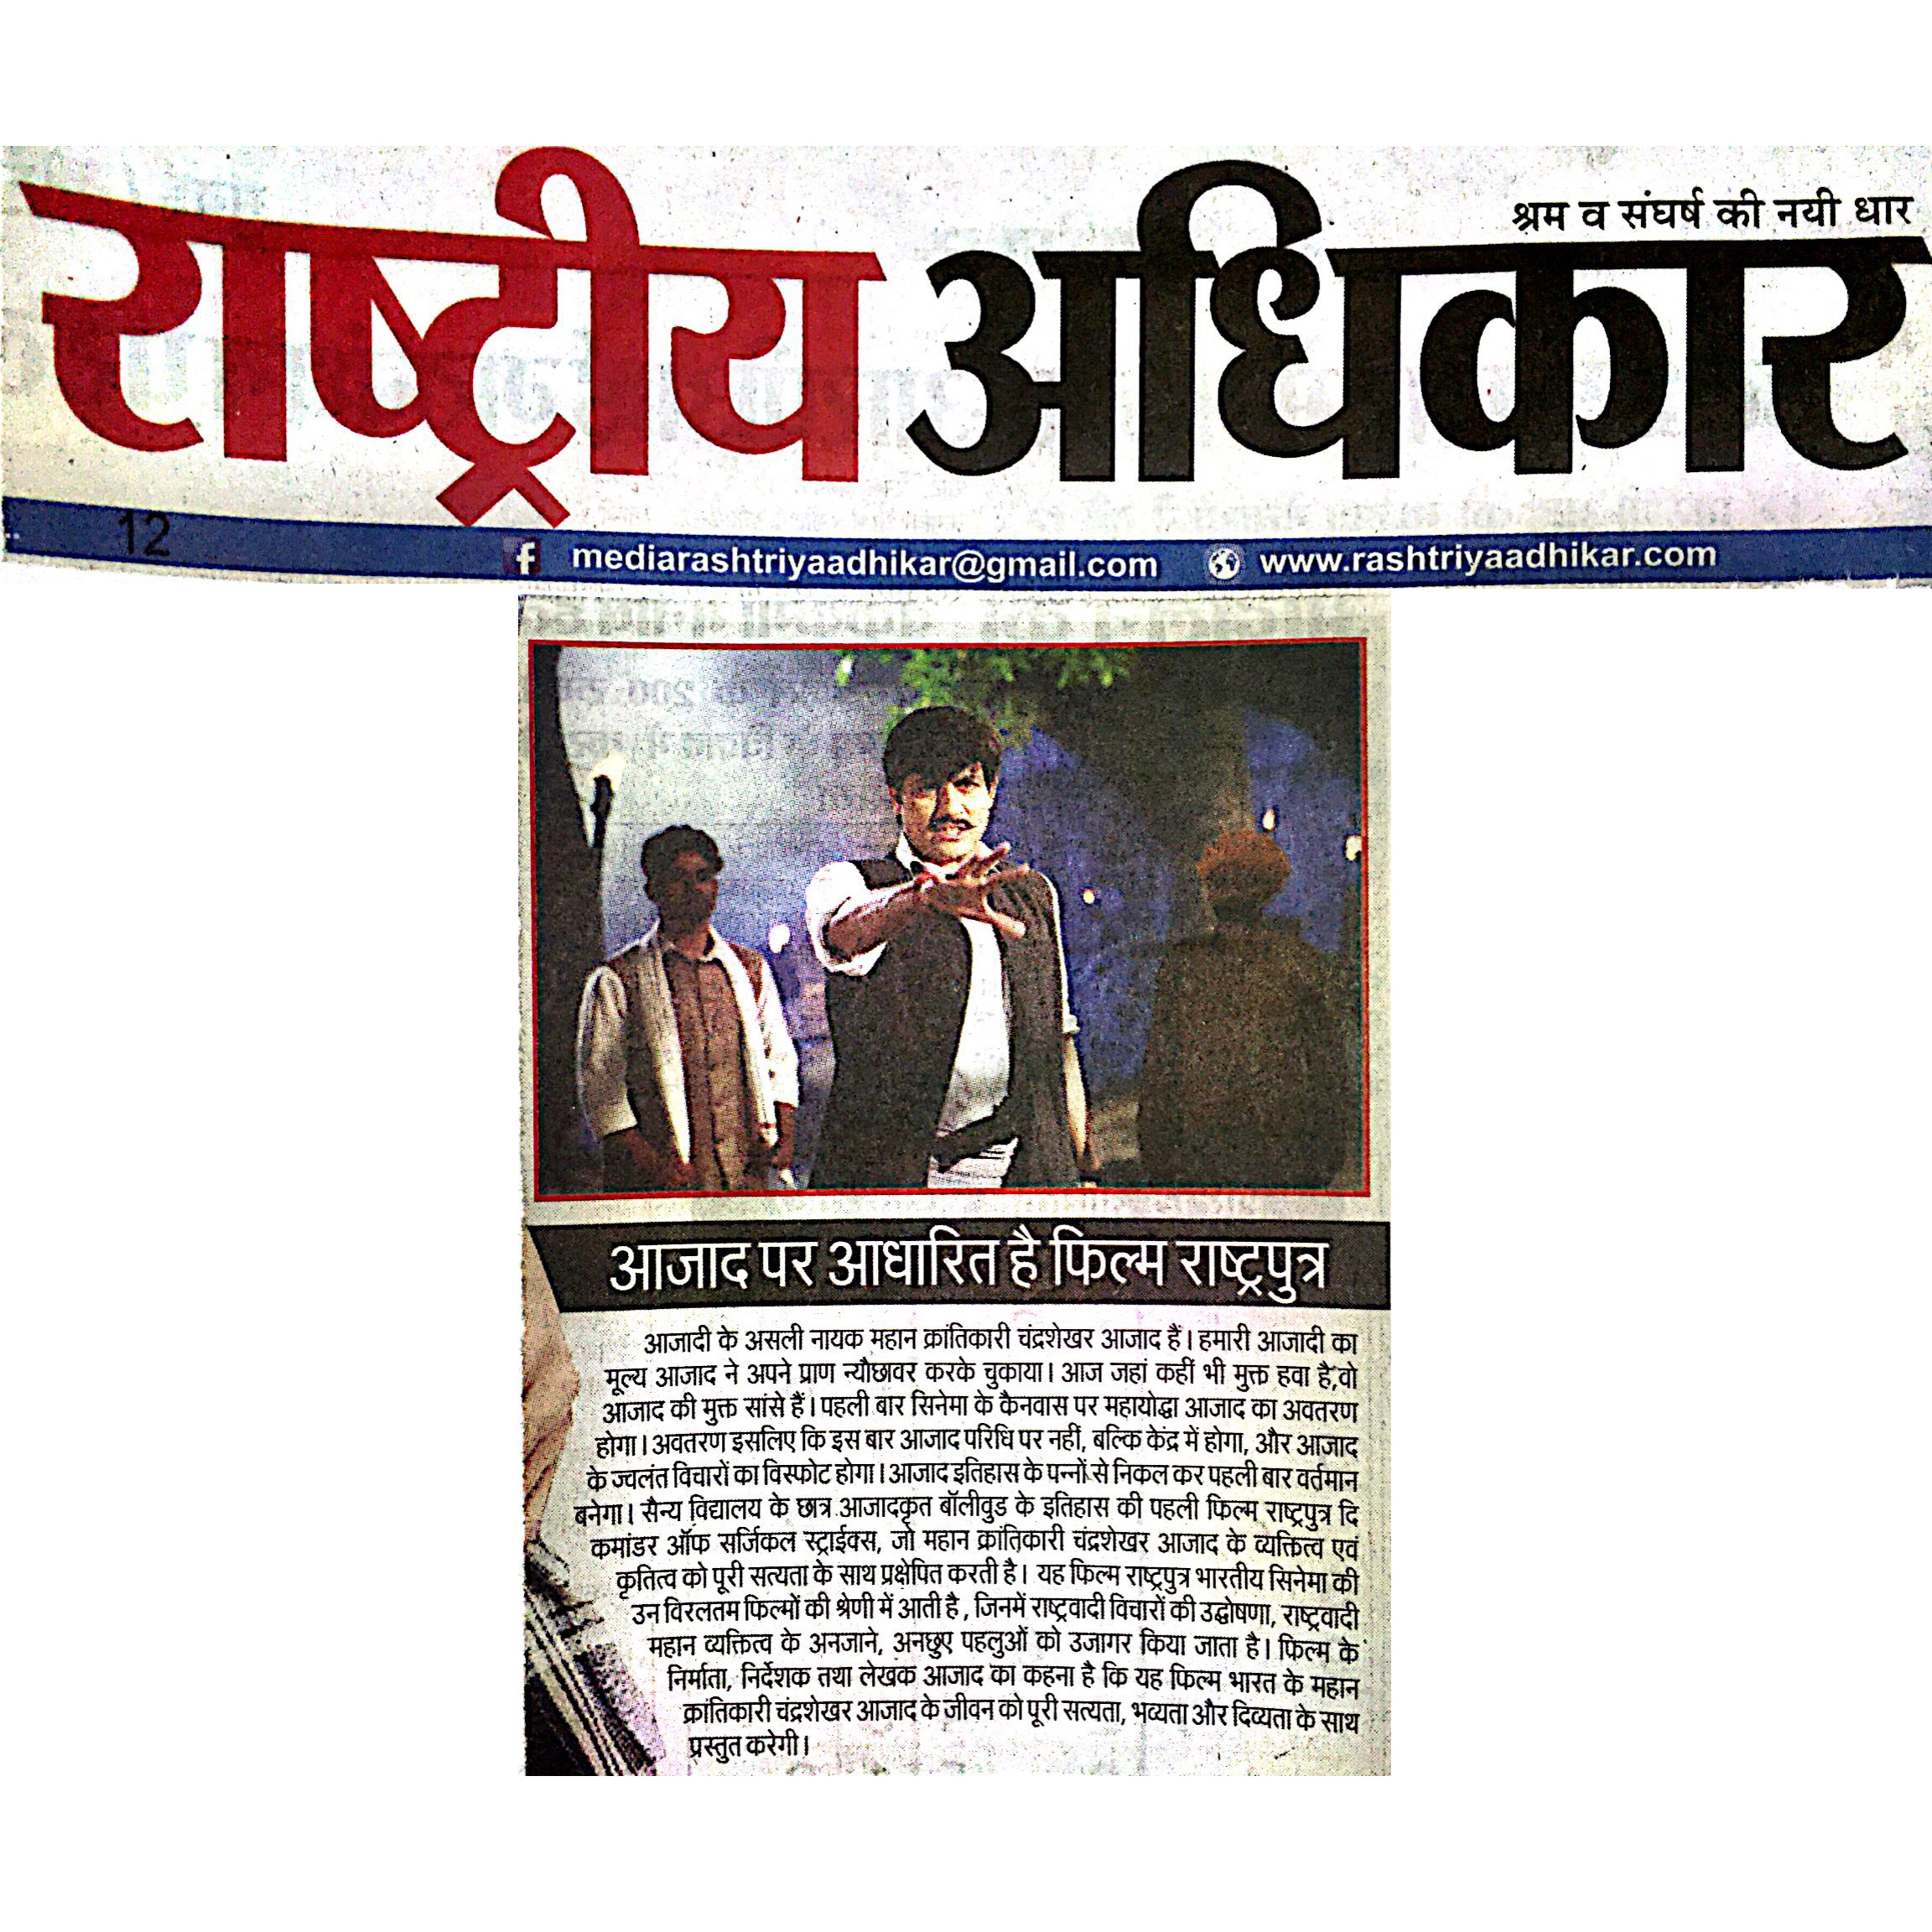 श्रम व संघर्ष की नयी धार
राष्ट्रीय अधिकार
12
mediarashtriyaadhikar@gmail.com www.rashtriyaadhikar.com
आजाद पर आधारित है फिल्म राष्ट्रपुत्र
आजादी के असली नायक महान क्रांतिकारी चंद्रशेखर आजाद हैं। हमारी आजादी का
मूल्य आजाद ने अपने प्राण न्यौछावर करके चुकाया। आज जहां कहीं भी मुक्त हवा है,वो
आजाद की मुक्त सांसे हैं। पहली बार सिनेमा के कैनवास पर महायोद्धा आजाद का अवतरण
होगा। अवतरण इसलिए कि इस बार आजाद परिधि पर नहीं, बल्कि केंद्र में होगा, और आजाद
के ज्वलंत विचारों का विस्फोट होगा। आजाद इतिहास के पन्नों से निकल कर पहली बार वर्तमान
बनेगा। सैन्य विद्यालय के छात्र आजादकृत बॉलीवुड के इतिहास की पहली फिल्म राष्ट्रपुत्र दि
कमांडर ऑफ सर्जिकल स्ट्राईक्स, जो महान क्रांतिकारी चंद्रशेखर आजाद के व्यक्तित्व एवं
कृतित्व को पूरी सत्यता के साथ प्रक्षेपित करती है। यह फिल्म राष्ट्रपुत्र भारतीय सिनेमा की
उन विरलतम फिल्मों की श्रेणी में आती है , जिनमें राष्ट्रवादी विचारों की उद्घोषणा, राष्ट्रवादी
महान व्यक्तित्व के अनजाने, अनछुए पहलुओं को उजागर किया जाता है। फिल्म के
निर्माता, निर्देशक तथा लेखक आजाद का कहना है कि यह फिल्म भारत के महान
क्रांतिकारी चंद्रशेखर आजाद के जीवन को पूरी सत्यता, भव्यता और दिव्यता के साथ
प्रस्तुत करेगी।